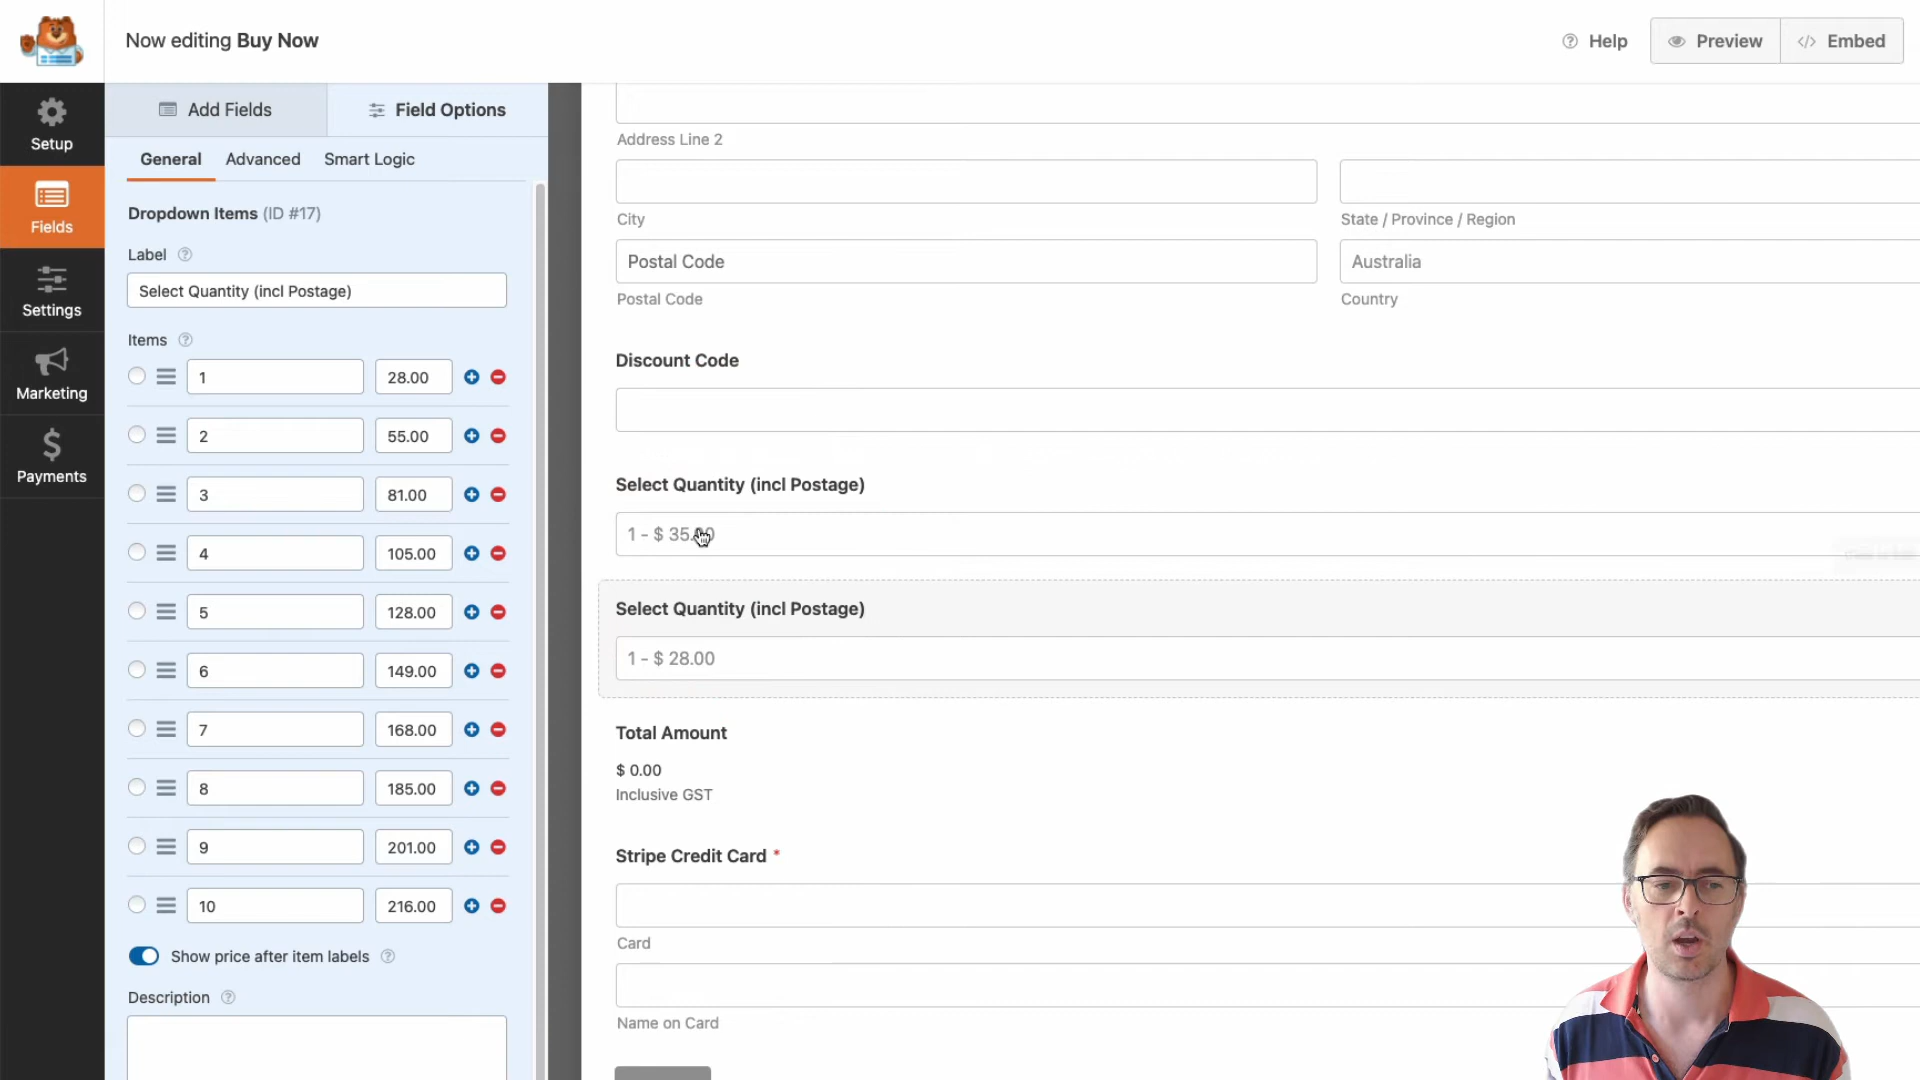 Now editing Buy Now
Help
Preview
Embed
Setup
Fields
Settings
Marketing
Payments
Add Fields
Field Options
General
Advanced
Smart Logic
Dropdown Items (ID #17)
Label
Select Quantity (incl Postage)
Items
1 28.00
2 55.00
3 81.00
4 105.00
5 128.00
6 149.00
7 168.00
8 185.00
9 201.00
10 216.00
Show price after item labels
Description
Address Line 2
City
State / Province / Region
Postal Code
Australia
Postal Code
Country
Discount Code
Select Quantity (incl Postage)
1 - $ 35.00
Select Quantity (incl Postage)
1 - $ 28.00
Total Amount
$ 0.00
Inclusive GST
Stripe Credit Card *
Card
Name on Card